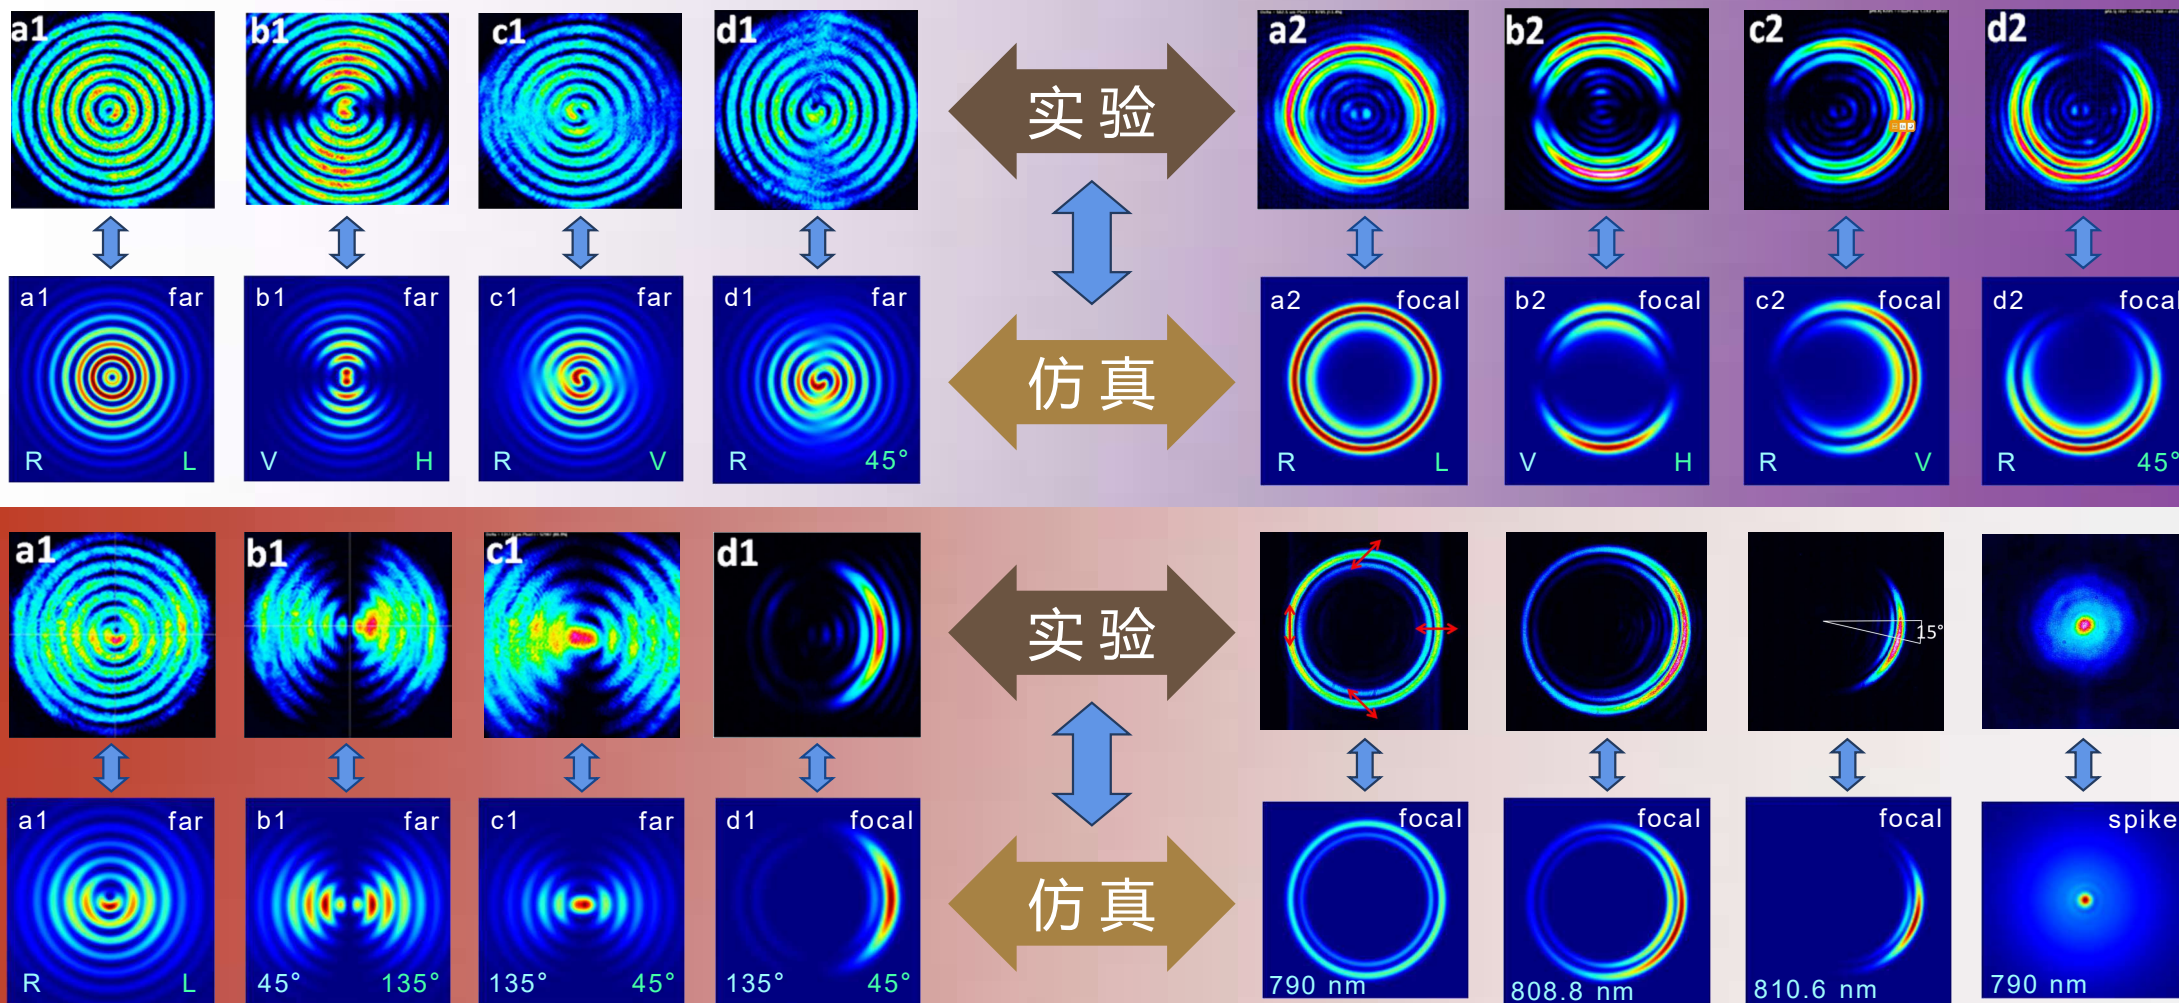 a1
b1
c1
d1
实验
a2
b2
c2
d2
a1 far
R L
b1 far
V H
c1 far
R V
d1 far
R 45°
仿真
a2 focal
R L
b2 focal
V H
c2 focal
R V
d2 focal
R 45°
a1
b1
c1
d1
实验
15°
a1 far
R L
b1 far
45° 135°
c1 far
135° 45°
d1 focal
135° 45°
仿真
focal
790 nm
focal
808.8 nm
focal
810.6 nm
spike
790 nm